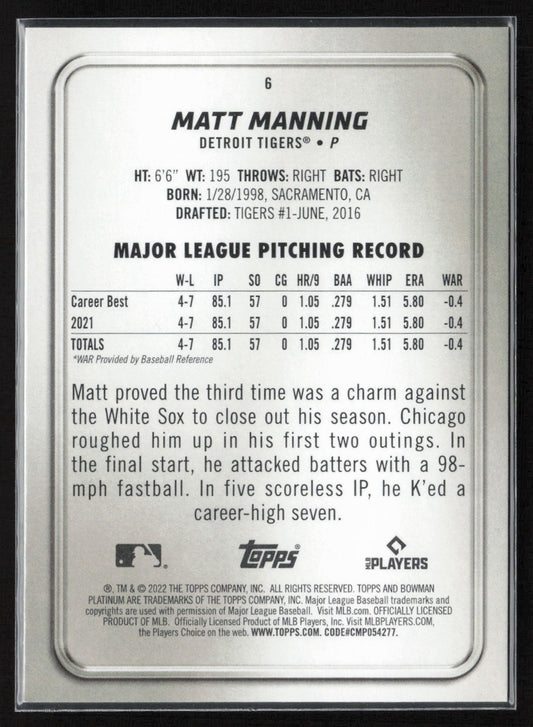 6
MATT MANNING
DETROIT TIGERS® • P
HT: 6'6" WT: 195 THROWS: RIGHT BATS: RIGHT
BORN: 1/28/1998, SACRAMENTO, CA
DRAFTED: TIGERS #1-JUNE, 2016
MAJOR LEAGUE PITCHING RECORD
W-L IP SO CG HR/9 BAA WHIP ERA WAR
Career Best 4-7 85.1 57 0 1.05 .279 1.51 5.80 -0.4
2021 4-7 85.1 57 0 1.05 .279 1.51 5.80 -0.4
TOTALS 4-7 85.1 57 0 1.05 .279 1.51 5.80 -0.4
*WAR Provided by Baseball Reference
Matt proved the third time was a charm against
the White Sox to close out his season. Chicago
roughed him up in his first two outings. In
the final start, he attacked batters with a 98-
mph fastball. In five scoreless IP, he K'ed a
career-high seven.
® TOPPS® MLB PLAYERS
®, TM & © 2022 THE TOPPS COMPANY, INC. ALL RIGHTS RESERVED. TOPPS AND BOWMAN
PLATINUM ARE TRADEMARKS OF THE TOPPS COMPANY, INC. Major League Baseball trademarks and
copyrights are used with permission of Major League Baseball. Visit MLB.com. OFFICIALLY LICENSED
PRODUCT OF MLB. Officially Licensed Product of MLB Players, Inc. Visit MLBPLAYERS.COM,
the Players Choice on the web. WWW.TOPPS.COM. CODE#CMP054277.